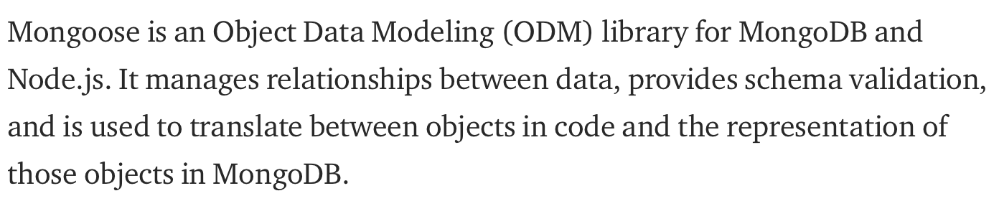 Mongoose is an Object Data Modeling (ODM) library for MongoDB and
Node.js. It manages relationships between data, provides schema validation,
and is used to translate between objects in code and the representation of
those objects in MongoDB.